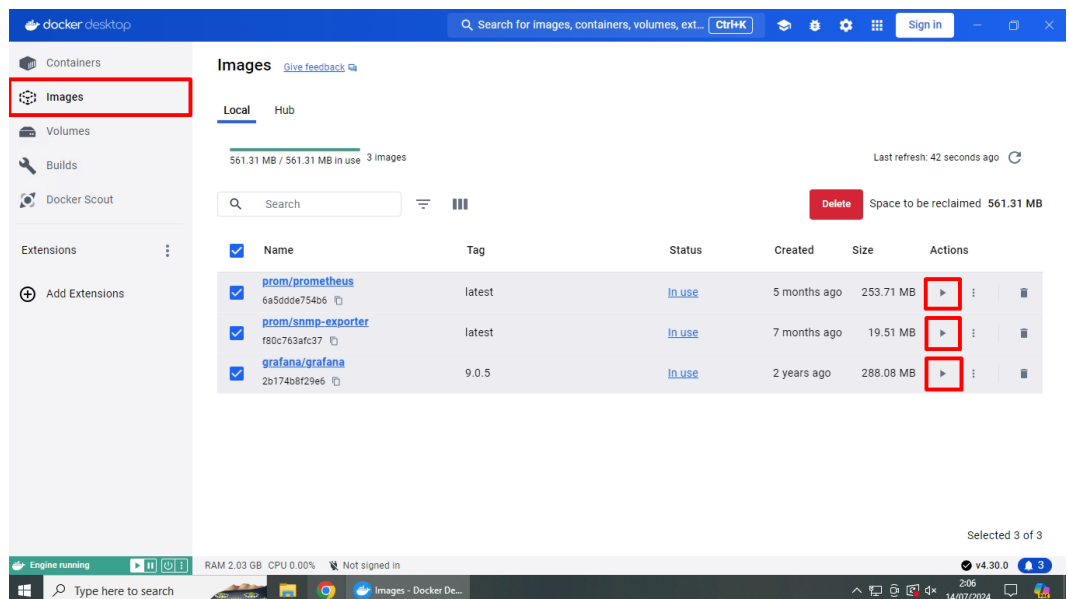 docker desktop
Search for images, containers, volumes, ext... Ctrl+K
Sign in
Containers
Images
Volumes
Builds
Docker Scout
Extensions
Add Extensions
Images Give feedback
Local Hub
561.31 MB / 561.31 MB in use 3 images
Last refresh: 42 seconds ago
Search
Delete Space to be reclaimed 561.31 MB
Name Tag Status Created Size Actions
prom/prometheus
6a5ddde754b6
latest In use 5 months ago 253.71 MB
prom/snmp-exporter
f80c763afc37
latest In use 7 months ago 19.51 MB
grafana/grafana
2b174b8f29e6
9.0.5 In use 2 years ago 288.08 MB
Selected 3 of 3
Engine running RAM 2.03 GB CPU 0.00% Not signed in v4.30.0 3
Type here to search Images - Docker De... 2:06
14/07/2024